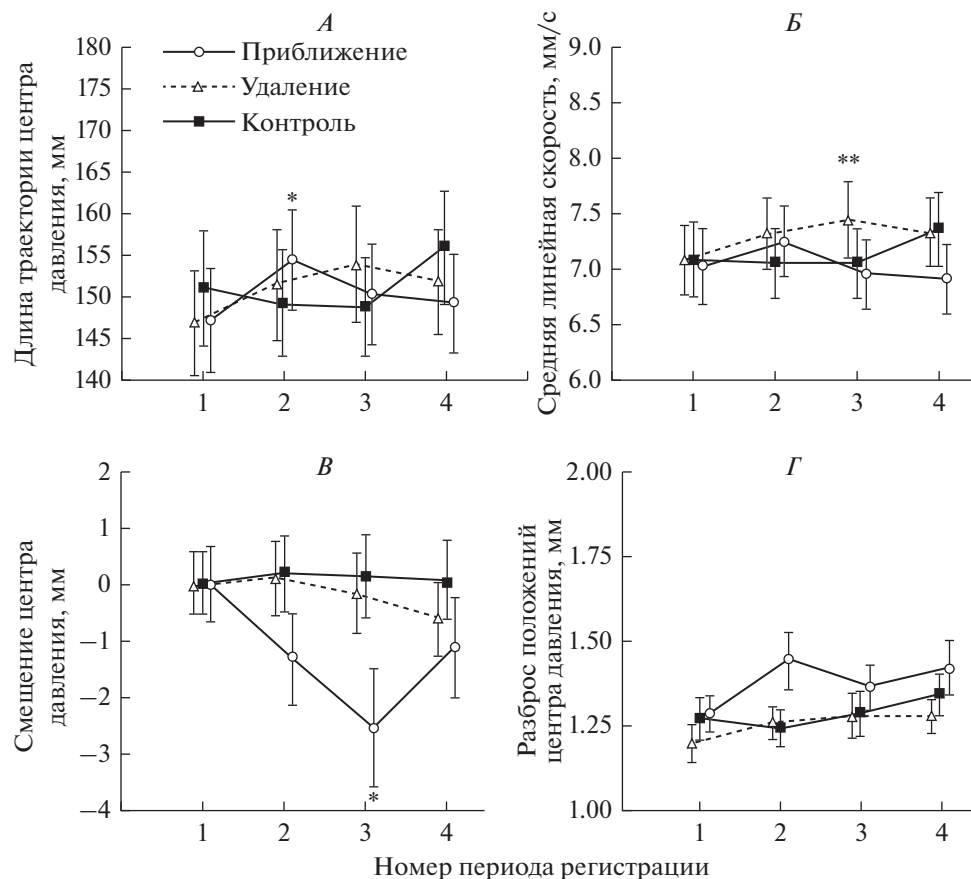 А
Длина траектории центра
давления, мм
180
175
170
165
160
155
150
145
140
Приближение
Удаление
Контроль
*
1 2 3 4
Б
Средняя линейная скорость, мм/с
9.0
8.5
8.0
7.5
7.0
6.5
6.0
**
1 2 3 4
В
Смещение центра
давления, мм
2
1
0
−1
−2
−3
−4
*
1 2 3 4
Г
Разброс положений
центра давления, мм
2.00
1.75
1.50
1.25
1.00
1 2 3 4
Номер периода регистрации